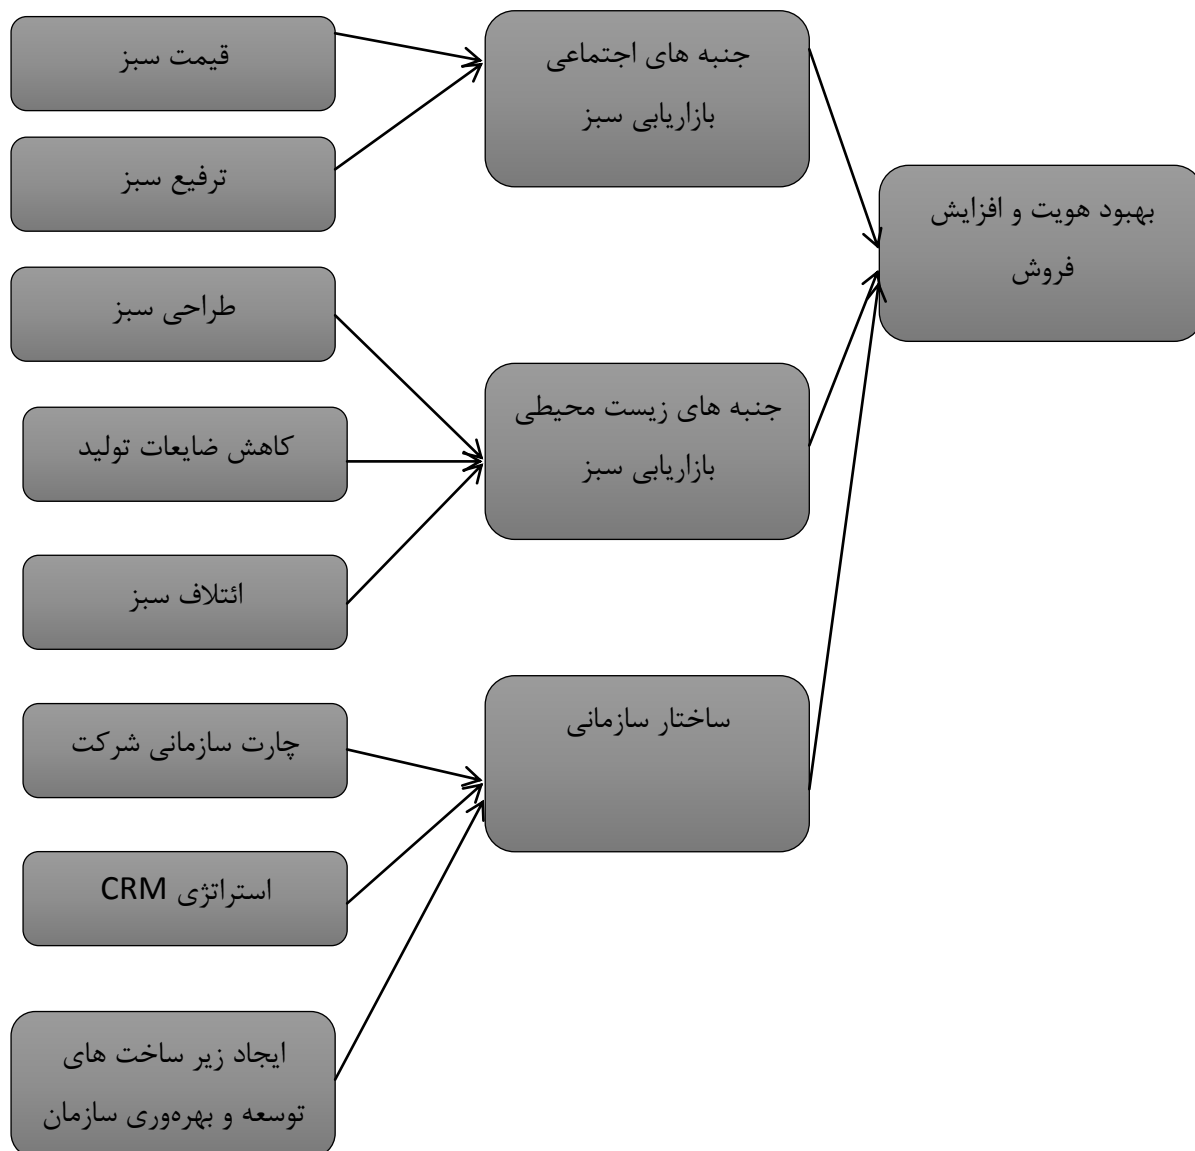 قیمت سبز
ترفیع سبز
طراحی سبز
کاهش ضایعات تولید
ائتلاف سبز
چارت سازمانی شرکت
استراتژی CRM
ایجاد زیر ساخت های
توسعه و بهره‌وری سازمان
جنبه های اجتماعی
بازاریابی سبز
جنبه های زیست محیطی
بازاریابی سبز
ساختار سازمانی
بهبود هویت و افزایش
فروش